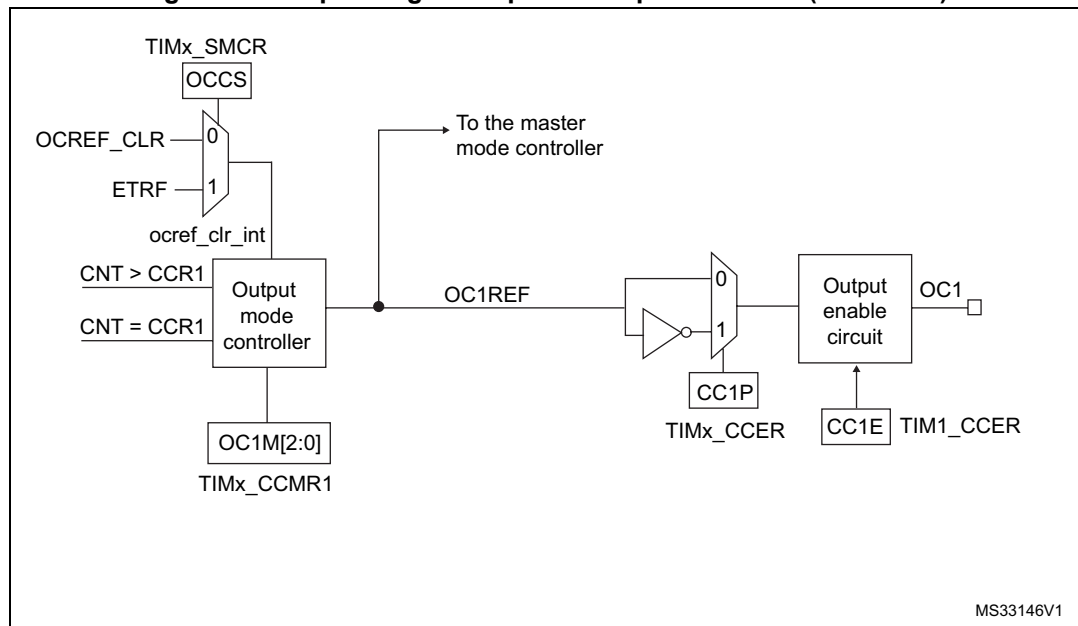 TIMx_SMCR
OCCS
OCREF_CLR
0
ETRF
1
ocref_clr_int
To the master
mode controller
CNT > CCR1
CNT = CCR1
Output
mode
controller
OC1REF
0
1
Output
enable
circuit
OC1
CC1P
TIMx_CCER
CC1E
TIM1_CCER
OC1M[2:0]
TIMx_CCMR1
MS33146V1